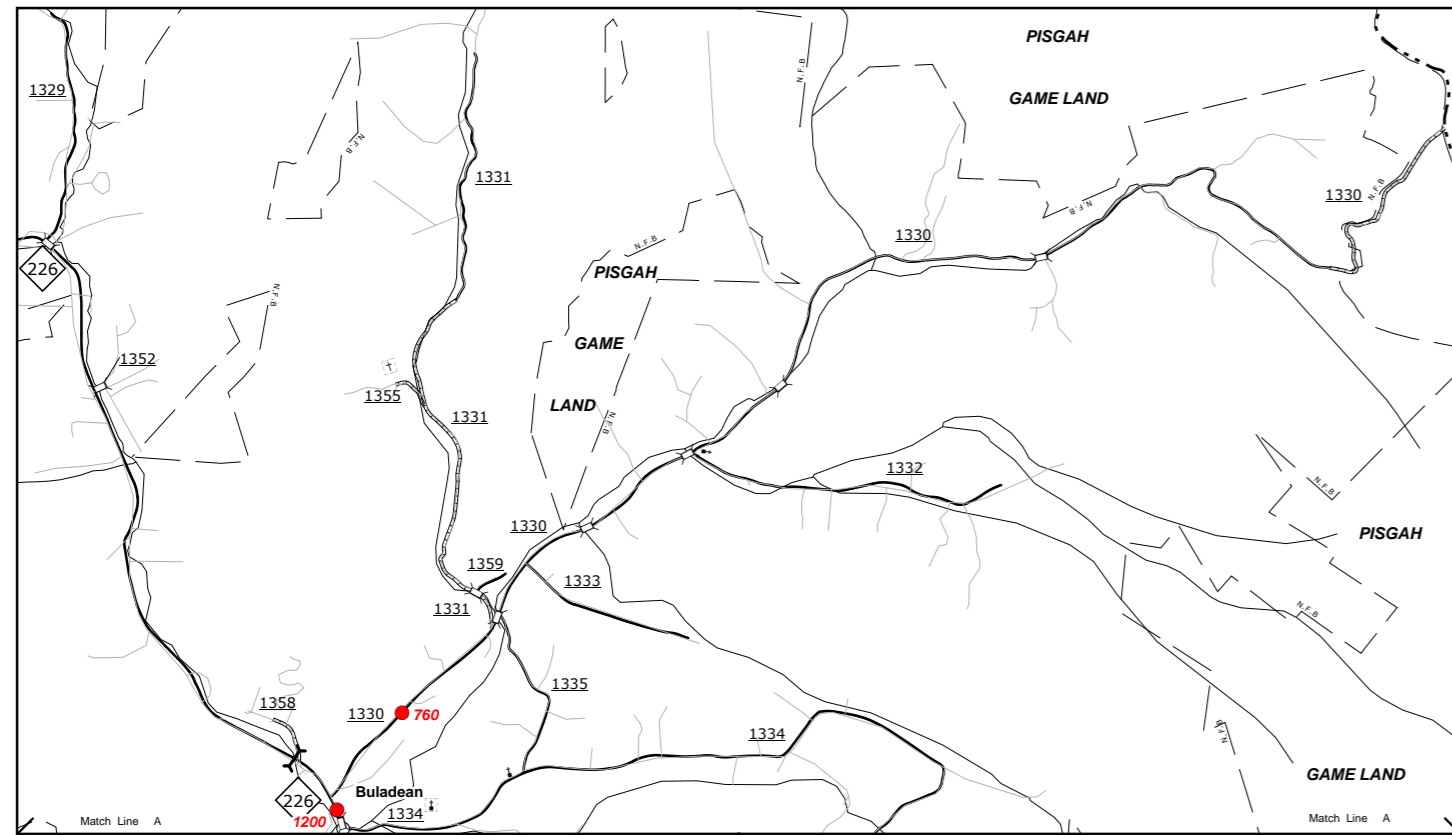 PISGAH
GAME LAND
1329
N.F.B
N.F.B
1331
1330
N.F.B
N.F.B
1330
226
N.F.B
PISGAH
N.F.B
GAME
1352
1355
LAND
1331
N.F.B
1332
N.F.B
1330
PISGAH
1359
1333
1331
N.F.B
1335
1358
1330
760
1334
N.F.B
GAME LAND
226
Buladean
1334
1200
Match Line A
Match Line A